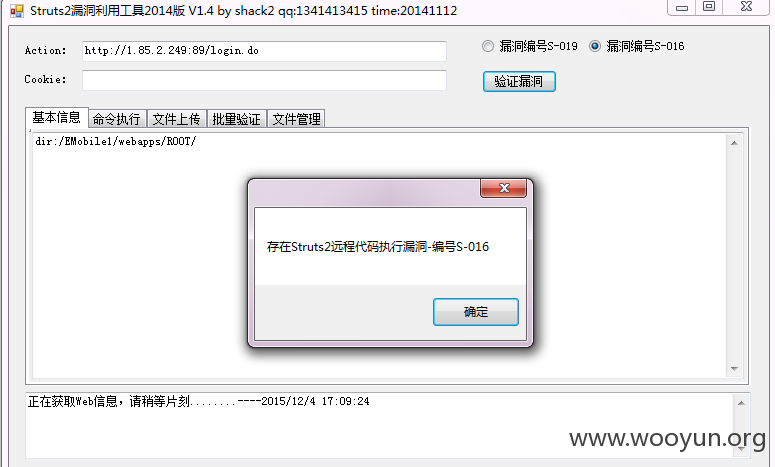 Struts2漏洞利用工具2014版 V1.4 by shack2 qq:1341413415 time:20141112
Action: http://1.85.2.249:89/login.do 漏洞编号S-019 漏洞编号S-016
Cookie: 验证漏洞
基本信息 命令执行 文件上传 批量验证 文件管理
dir:/EMobile1/webapps/ROOT/
存在Struts2远程代码执行漏洞-编号S-016
确定
正在获取Web信息，请稍等片刻........----2015/12/4 17:09:24
www.wooyun.org